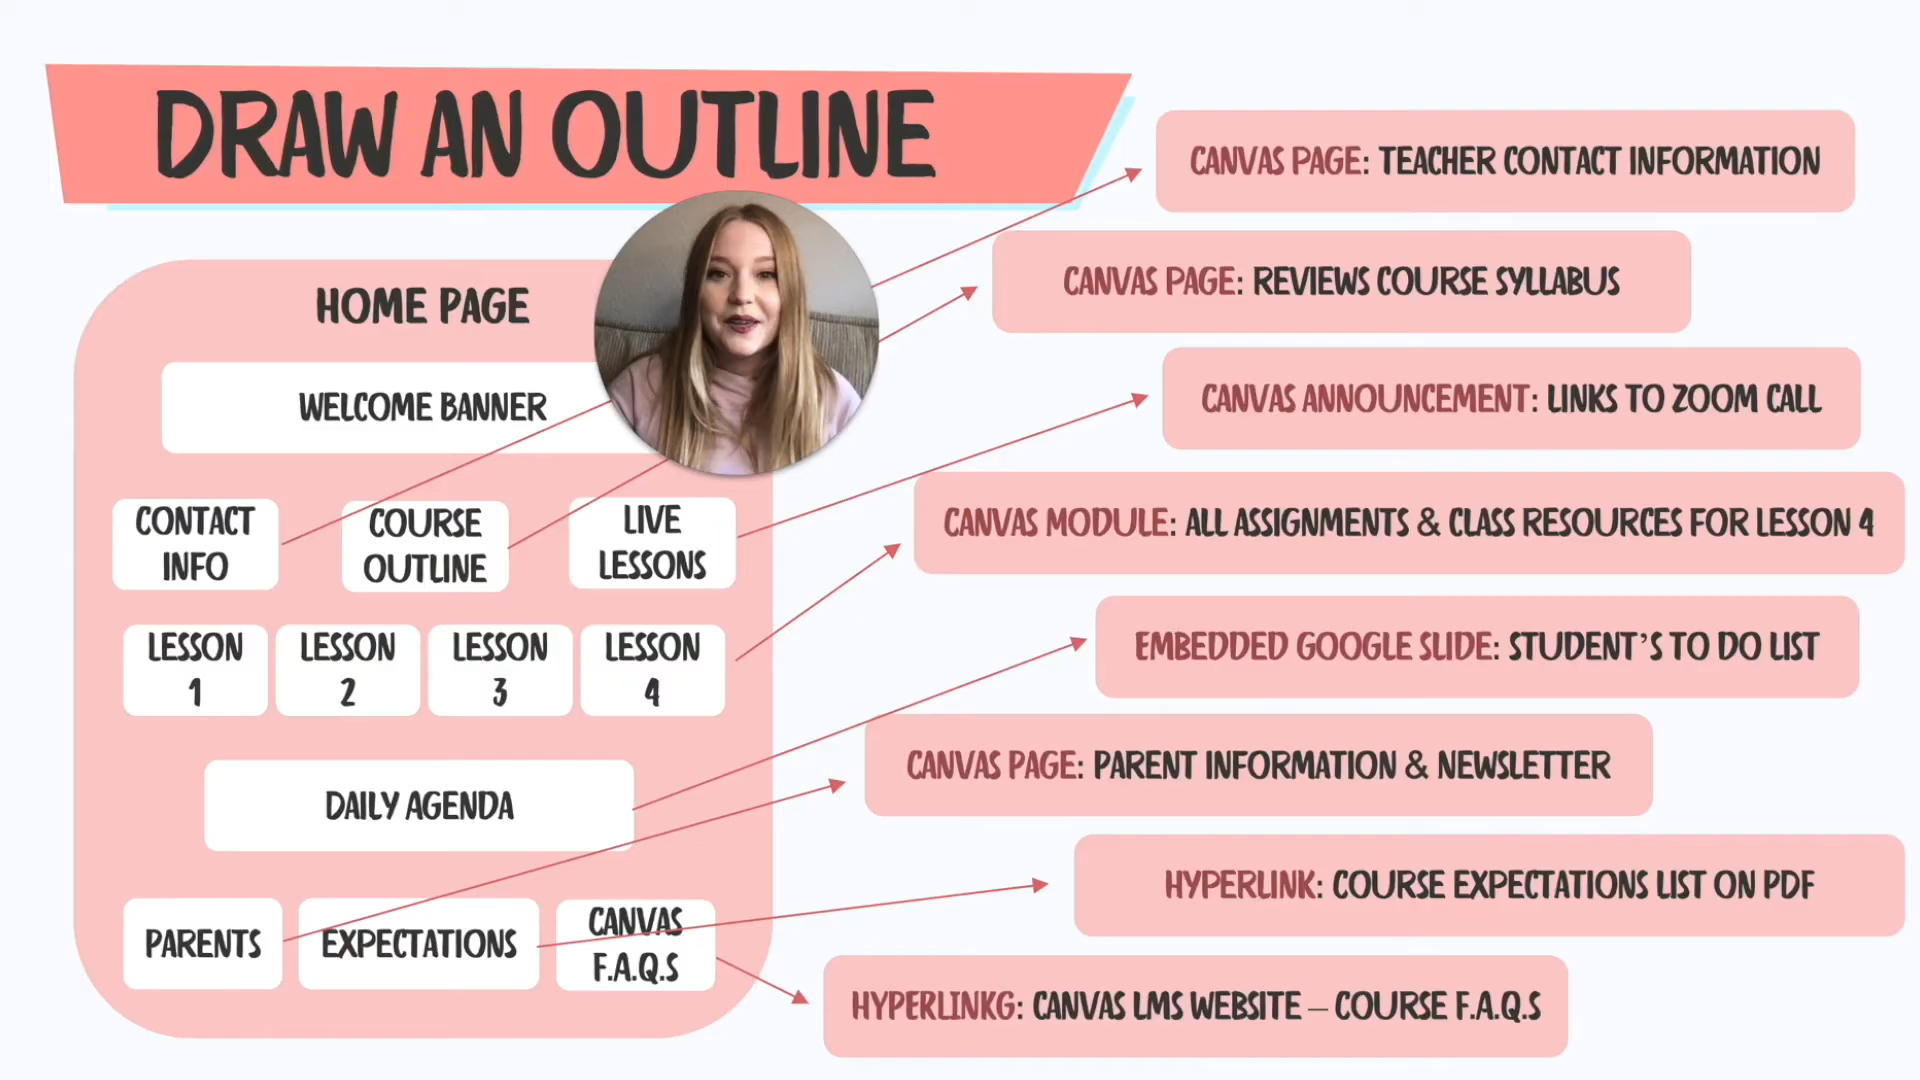 DRAW AN OUTLINE
HOME PAGE
WELCOME BANNER
CONTACT
INFO
COURSE
OUTLINE
LIVE
LESSONS
LESSON
1
LESSON
2
LESSON
3
LESSON
4
DAILY AGENDA
PARENTS
EXPECTATIONS
CANVAS
F.A.Q.S
CANVAS PAGE: TEACHER CONTACT INFORMATION
CANVAS PAGE: REVIEWS COURSE SYLLABUS
CANVAS ANNOUNCEMENT: LINKS TO ZOOM CALL
CANVAS MODULE: ALL ASSIGNMENTS & CLASS RESOURCES FOR LESSON 4
EMBEDDED GOOGLE SLIDE: STUDENT'S TO DO LIST
CANVAS PAGE: PARENT INFORMATION & NEWSLETTER
HYPERLINK: COURSE EXPECTATIONS LIST ON PDF
HYPERLINKG: CANVAS LMS WEBSITE – COURSE F.A.Q.S